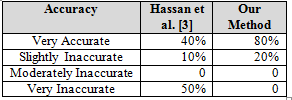 Accuracy Hassan et al. [3] Our Method
Very Accurate 40% 80%
Slightly Inaccurate 10% 20%
Moderately Inaccurate 0 0
Very Inaccurate 50% 0